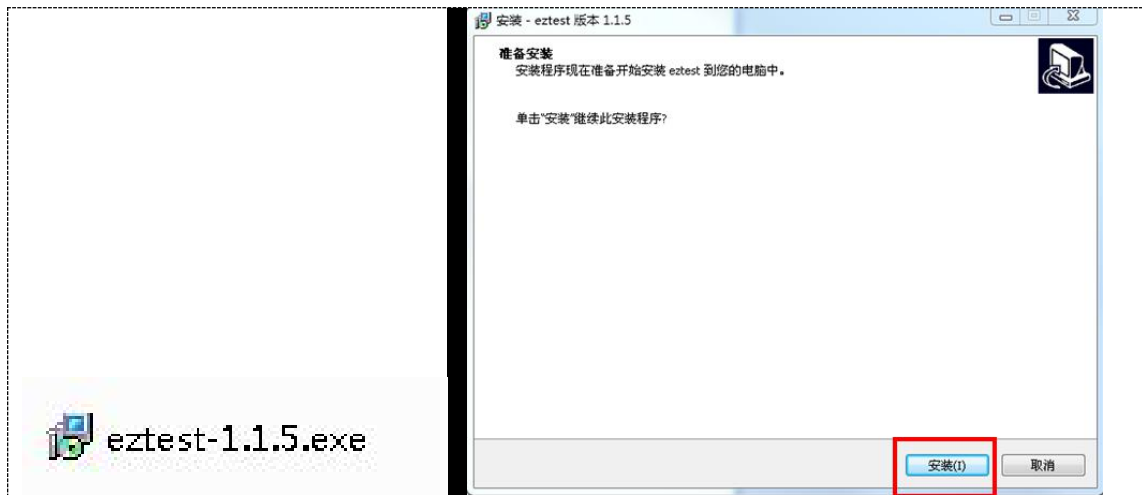 eztest-1.1.5.exe
安装 - eztest 版本 1.1.5
准备安装
安装程序现在准备开始安装 eztest 到您的电脑中。
单击"安装"继续此安装程序?
安装(I)
取消